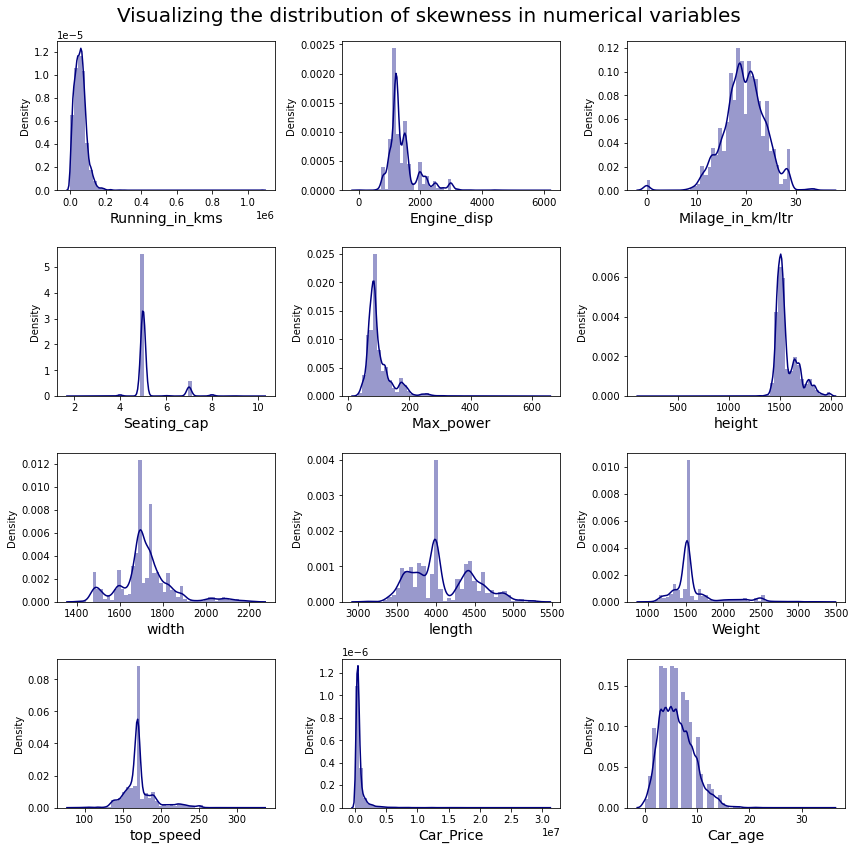 Visualizing the distribution of skewness in numerical variables
1e−5
Density
1.2
1.0
0.8
0.6
0.4
0.2
0.0
0.0 0.2 0.4 0.6 0.8 1.0
1e6
Running_in_kms
Density
0.0025
0.0020
0.0015
0.0010
0.0005
0.0000
0 2000 4000 6000
Engine_disp
Density
0.12
0.10
0.08
0.06
0.04
0.02
0.00
0 10 20 30
Milage_in_km/ltr
Density
5
4
3
2
1
0
2 4 6 8 10
Seating_cap
Density
0.025
0.020
0.015
0.010
0.005
0.000
0 200 400 600
Max_power
Density
0.006
0.004
0.002
0.000
500 1000 1500 2000
height
Density
0.012
0.010
0.008
0.006
0.004
0.002
0.000
1400 1600 1800 2000 2200
width
Density
0.004
0.003
0.002
0.001
0.000
3000 3500 4000 4500 5000 5500
length
Density
0.010
0.008
0.006
0.004
0.002
0.000
1000 1500 2000 2500 3000 3500
Weight
Density
0.08
0.06
0.04
0.02
0.00
100 150 200 250 300
top_speed
1e−6
Density
1.2
1.0
0.8
0.6
0.4
0.2
0.0
0.0 0.5 1.0 1.5 2.0 2.5 3.0
1e7
Car_Price
Density
0.15
0.10
0.05
0.00
0 10 20 30
Car_age